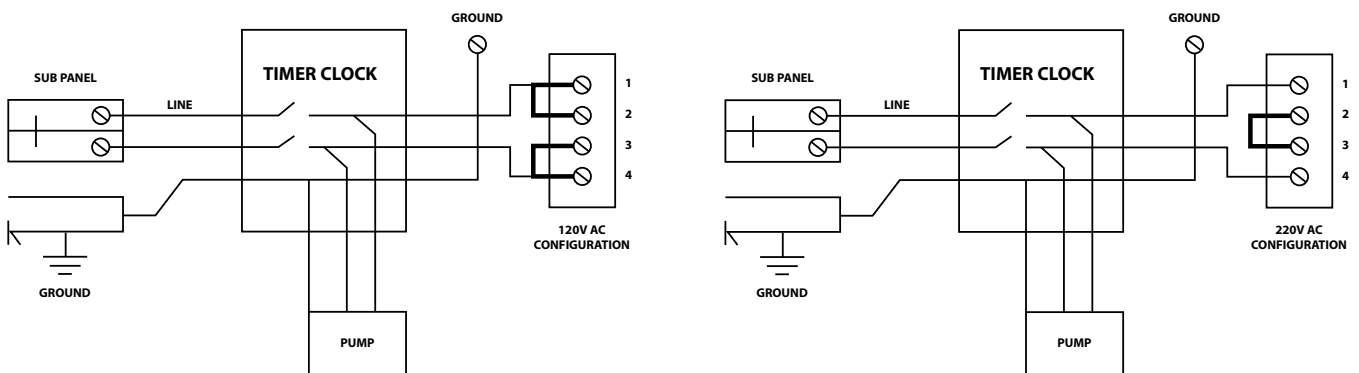 GROUND
TIMER CLOCK
SUB PANEL
LINE
1
2
3
4
120V AC
CONFIGURATION
GROUND
PUMP
GROUND
TIMER CLOCK
SUB PANEL
LINE
1
2
3
4
220V AC
CONFIGURATION
GROUND
PUMP